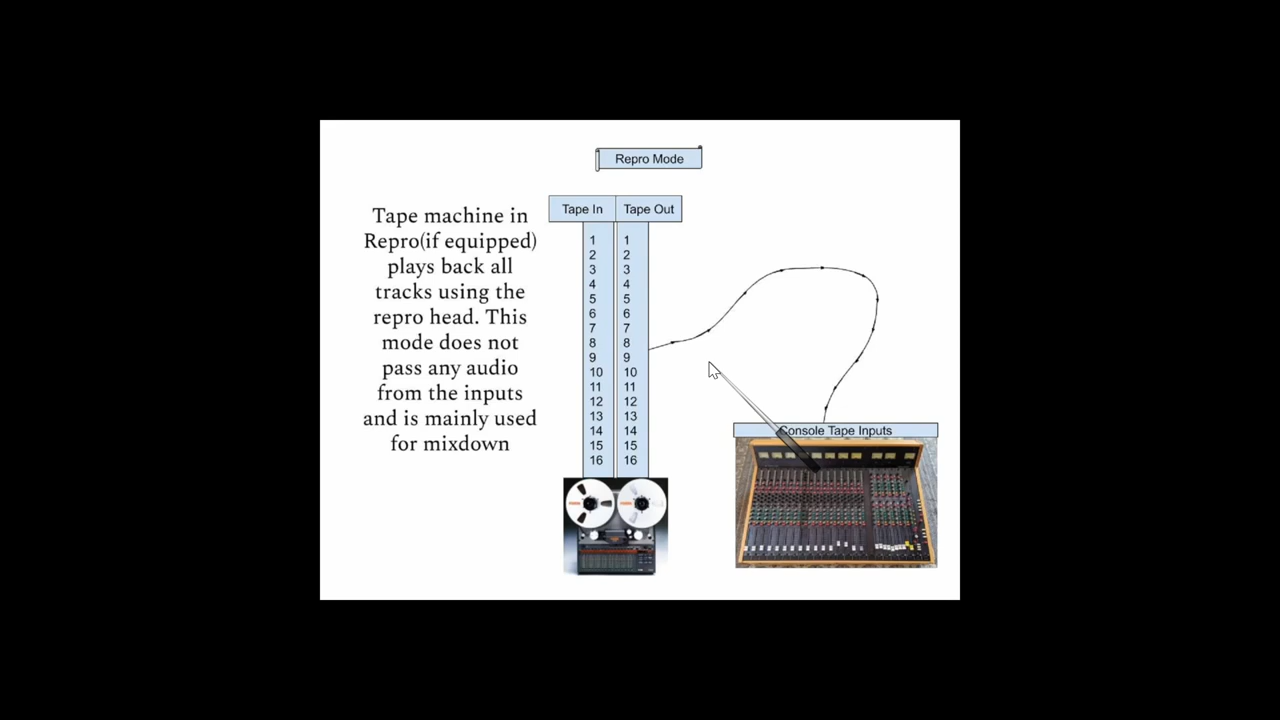 Repro Mode
Tape machine in
Repro(if equipped)
plays back all
tracks using the
repro head. This
mode does not
pass any audio
from the inputs
and is mainly used
for mixdown
Tape In Tape Out
1 1
2 2
3 3
4 4
5 5
6 6
7 7
8 8
9 9
10 10
11 11
12 12
13 13
14 14
15 15
16 16
Console Tape Inputs